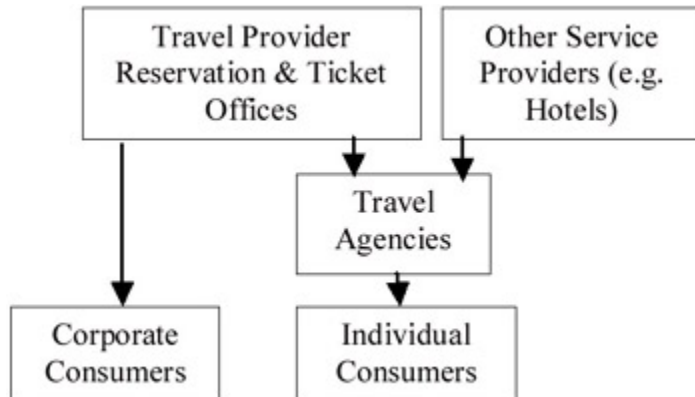 Travel Provider
Reservation & Ticket
Offices
Other Service
Providers (e.g.
Hotels)
Travel
Agencies
Corporate
Consumers
Individual
Consumers